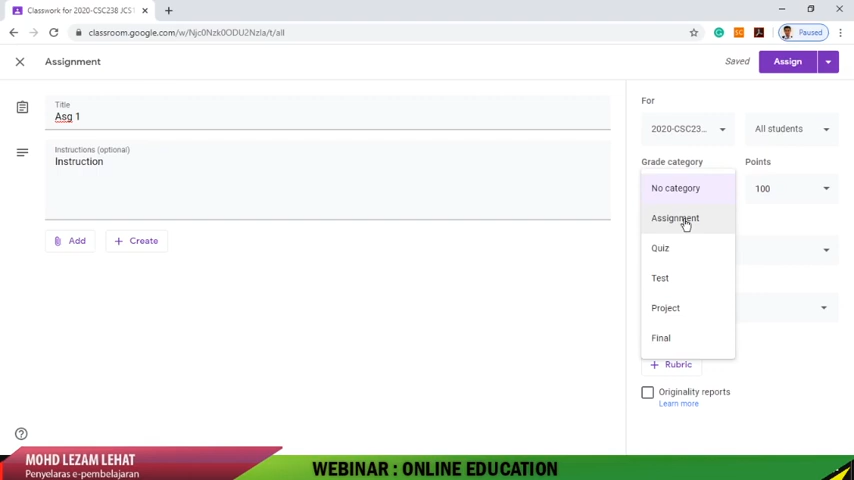 Classwork for 2020-CSC238 JCS1
classroom.google.com/w/Njc0Nzk0ODU2Nzla/t/all
Paused
Assignment
Saved
Assign
Title
Asg 1
Instructions (optional)
Instruction
Add
Create
For
2020-CSC23...
All students
Grade category
Points
No category
100
Assignment
Quiz
Test
Project
Final
Rubric
Originality reports
Learn more
MOHD LEZAM LEHAT
Penyelaras e-pembelajaran
WEBINAR : ONLINE EDUCATION